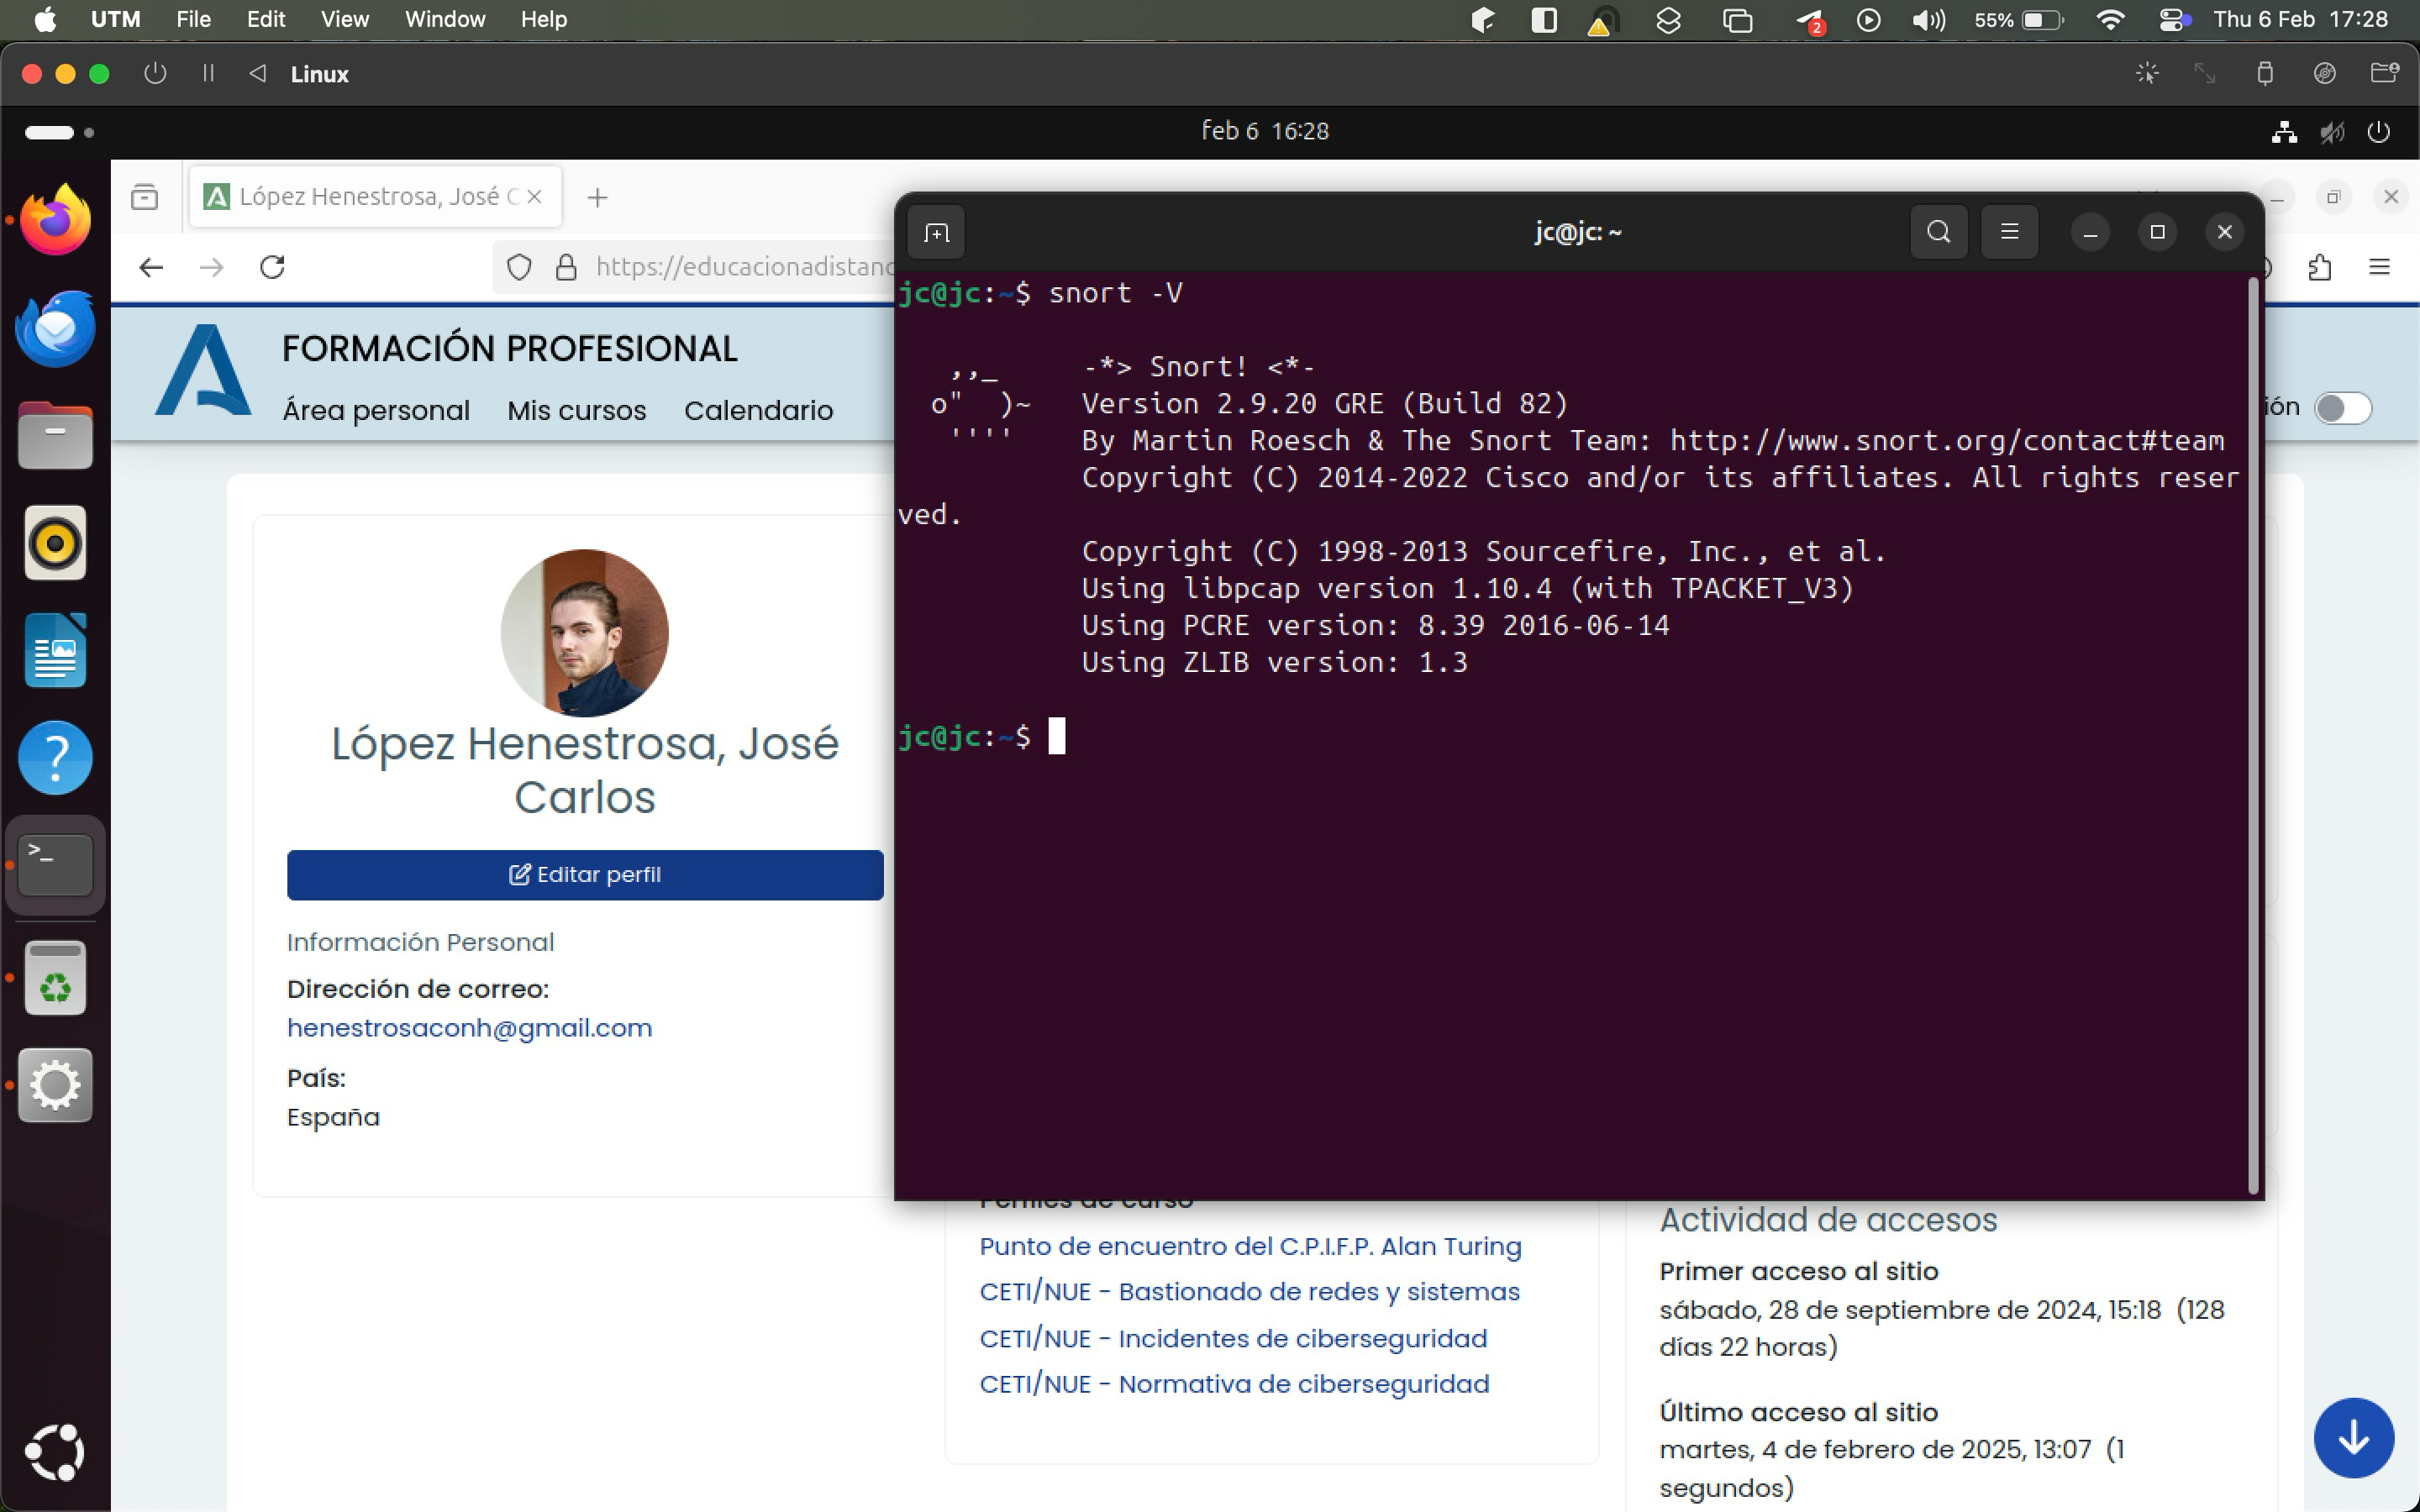 UTM File Edit View Window Help 2 55% Thu 6 Feb 17:28
Linux
feb 6 16:28
López Henestrosa, José C
https://educacionadistanc
jc@jc: ~
FORMACIÓN PROFESIONAL
Área personal Mis cursos Calendario
ión
jc@jc:~$ snort -V
,,_ -*> Snort! <*-
o" )~ Version 2.9.20 GRE (Build 82)
'''' By Martin Roesch & The Snort Team: http://www.snort.org/contact#team
Copyright (C) 2014-2022 Cisco and/or its affiliates. All rights reser
ved.
Copyright (C) 1998-2013 Sourcefire, Inc., et al.
Using libpcap version 1.10.4 (with TPACKET_V3)
Using PCRE version: 8.39 2016-06-14
Using ZLIB version: 1.3
jc@jc:~$
López Henestrosa, José
Carlos
Editar perfil
Información Personal
Dirección de correo:
henestrosaconh@gmail.com
País:
España
Perfiles de curso
Punto de encuentro del C.P.I.F.P. Alan Turing
CETI/NUE - Bastionado de redes y sistemas
CETI/NUE - Incidentes de ciberseguridad
CETI/NUE - Normativa de ciberseguridad
Actividad de accesos
Primer acceso al sitio
sábado, 28 de septiembre de 2024, 15:18 (128
días 22 horas)
Último acceso al sitio
martes, 4 de febrero de 2025, 13:07 (1
segundos)